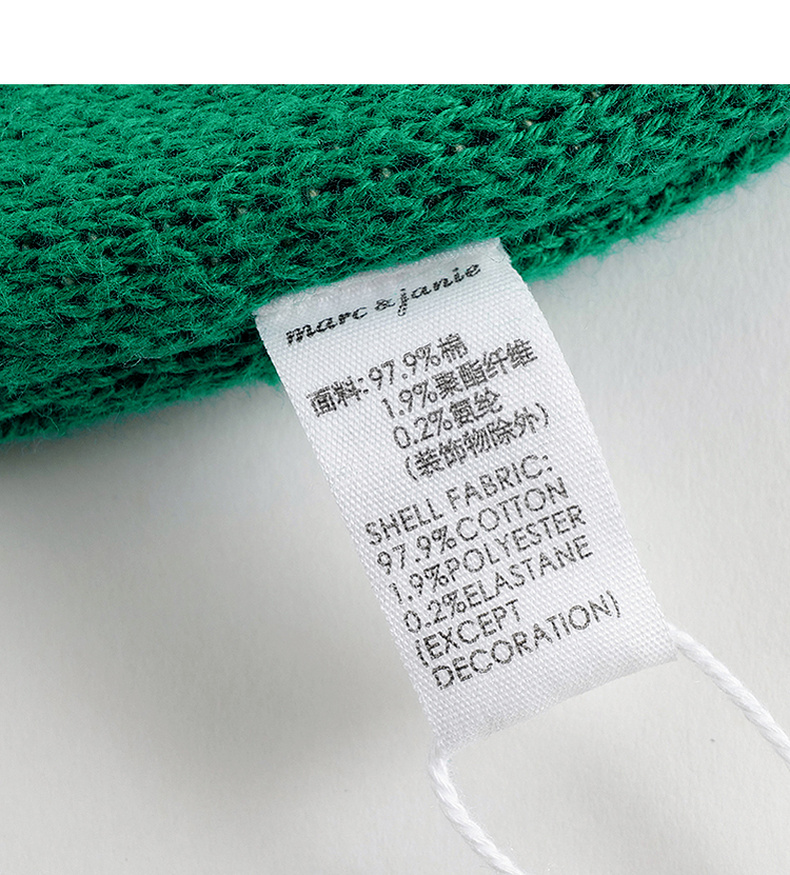 marc & janie
面料:97.9%棉
1.9%聚酯纤维
0.2%氨纶
(装饰物除外)
SHELL FABRIC:
97.9%COTTON
1.9%POLYESTER
0.2%ELASTANE
(EXCEPT
DECORATION)